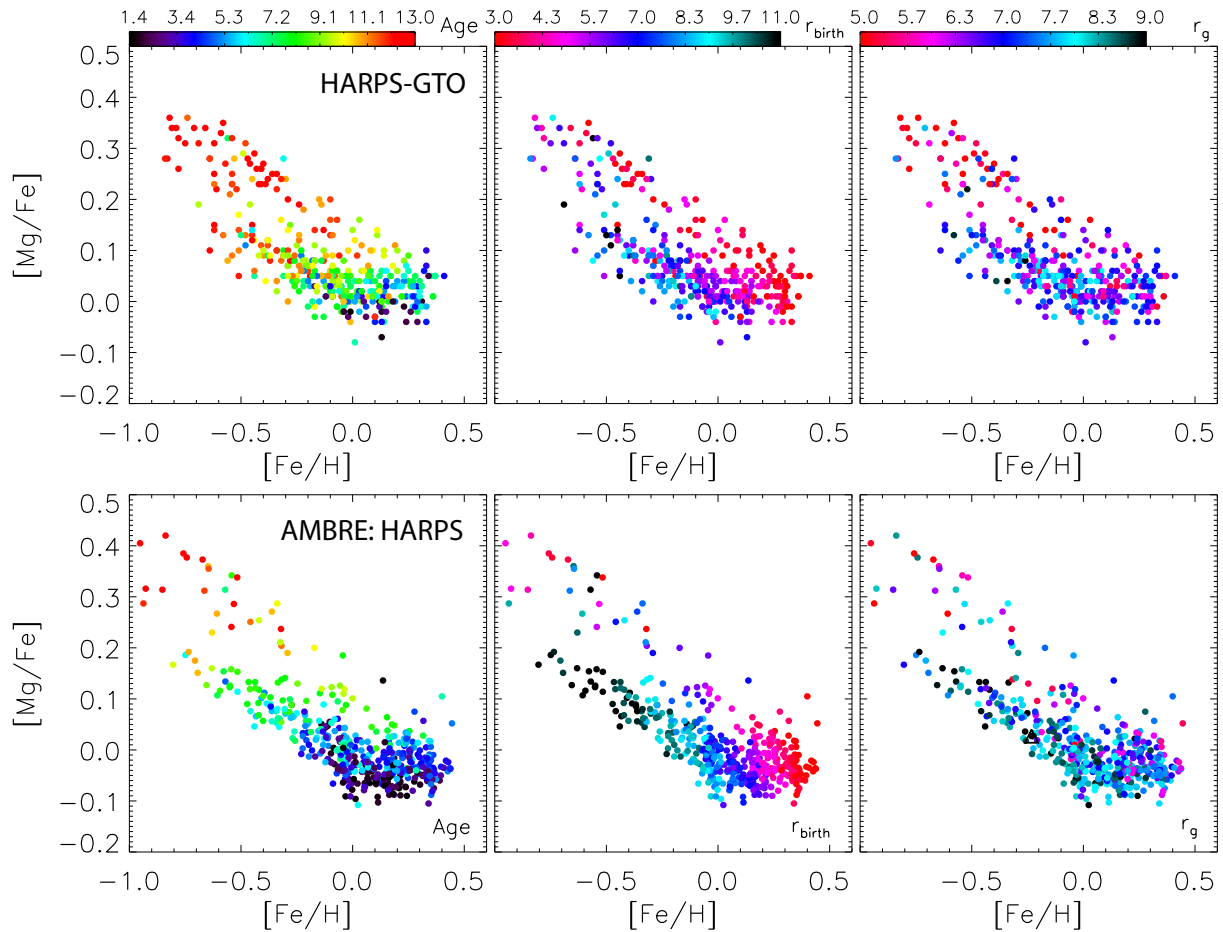 1.4 3.4 5.3 7.2 9.1 11.1 13.0 Age
3.0 4.3 5.7 7.0 8.3 9.7 11.0 r_birth
5.0 5.7 6.3 7.0 7.7 8.3 9.0 r_g
HARPS-GTO
[Mg/Fe]
0.5
0.4
0.3
0.2
0.1
0.0
−0.1
−0.2
−1.0 −0.5 0.0 0.5
−0.5 0.0 0.5
−0.5 0.0 0.5
[Fe/H] [Fe/H] [Fe/H]
AMBRE: HARPS
[Mg/Fe]
0.5
0.4
0.3
0.2
0.1
0.0
−0.1
−0.2
Age r_birth r_g
−1.0 −0.5 0.0 0.5
−0.5 0.0 0.5
−0.5 0.0 0.5
[Fe/H] [Fe/H] [Fe/H]